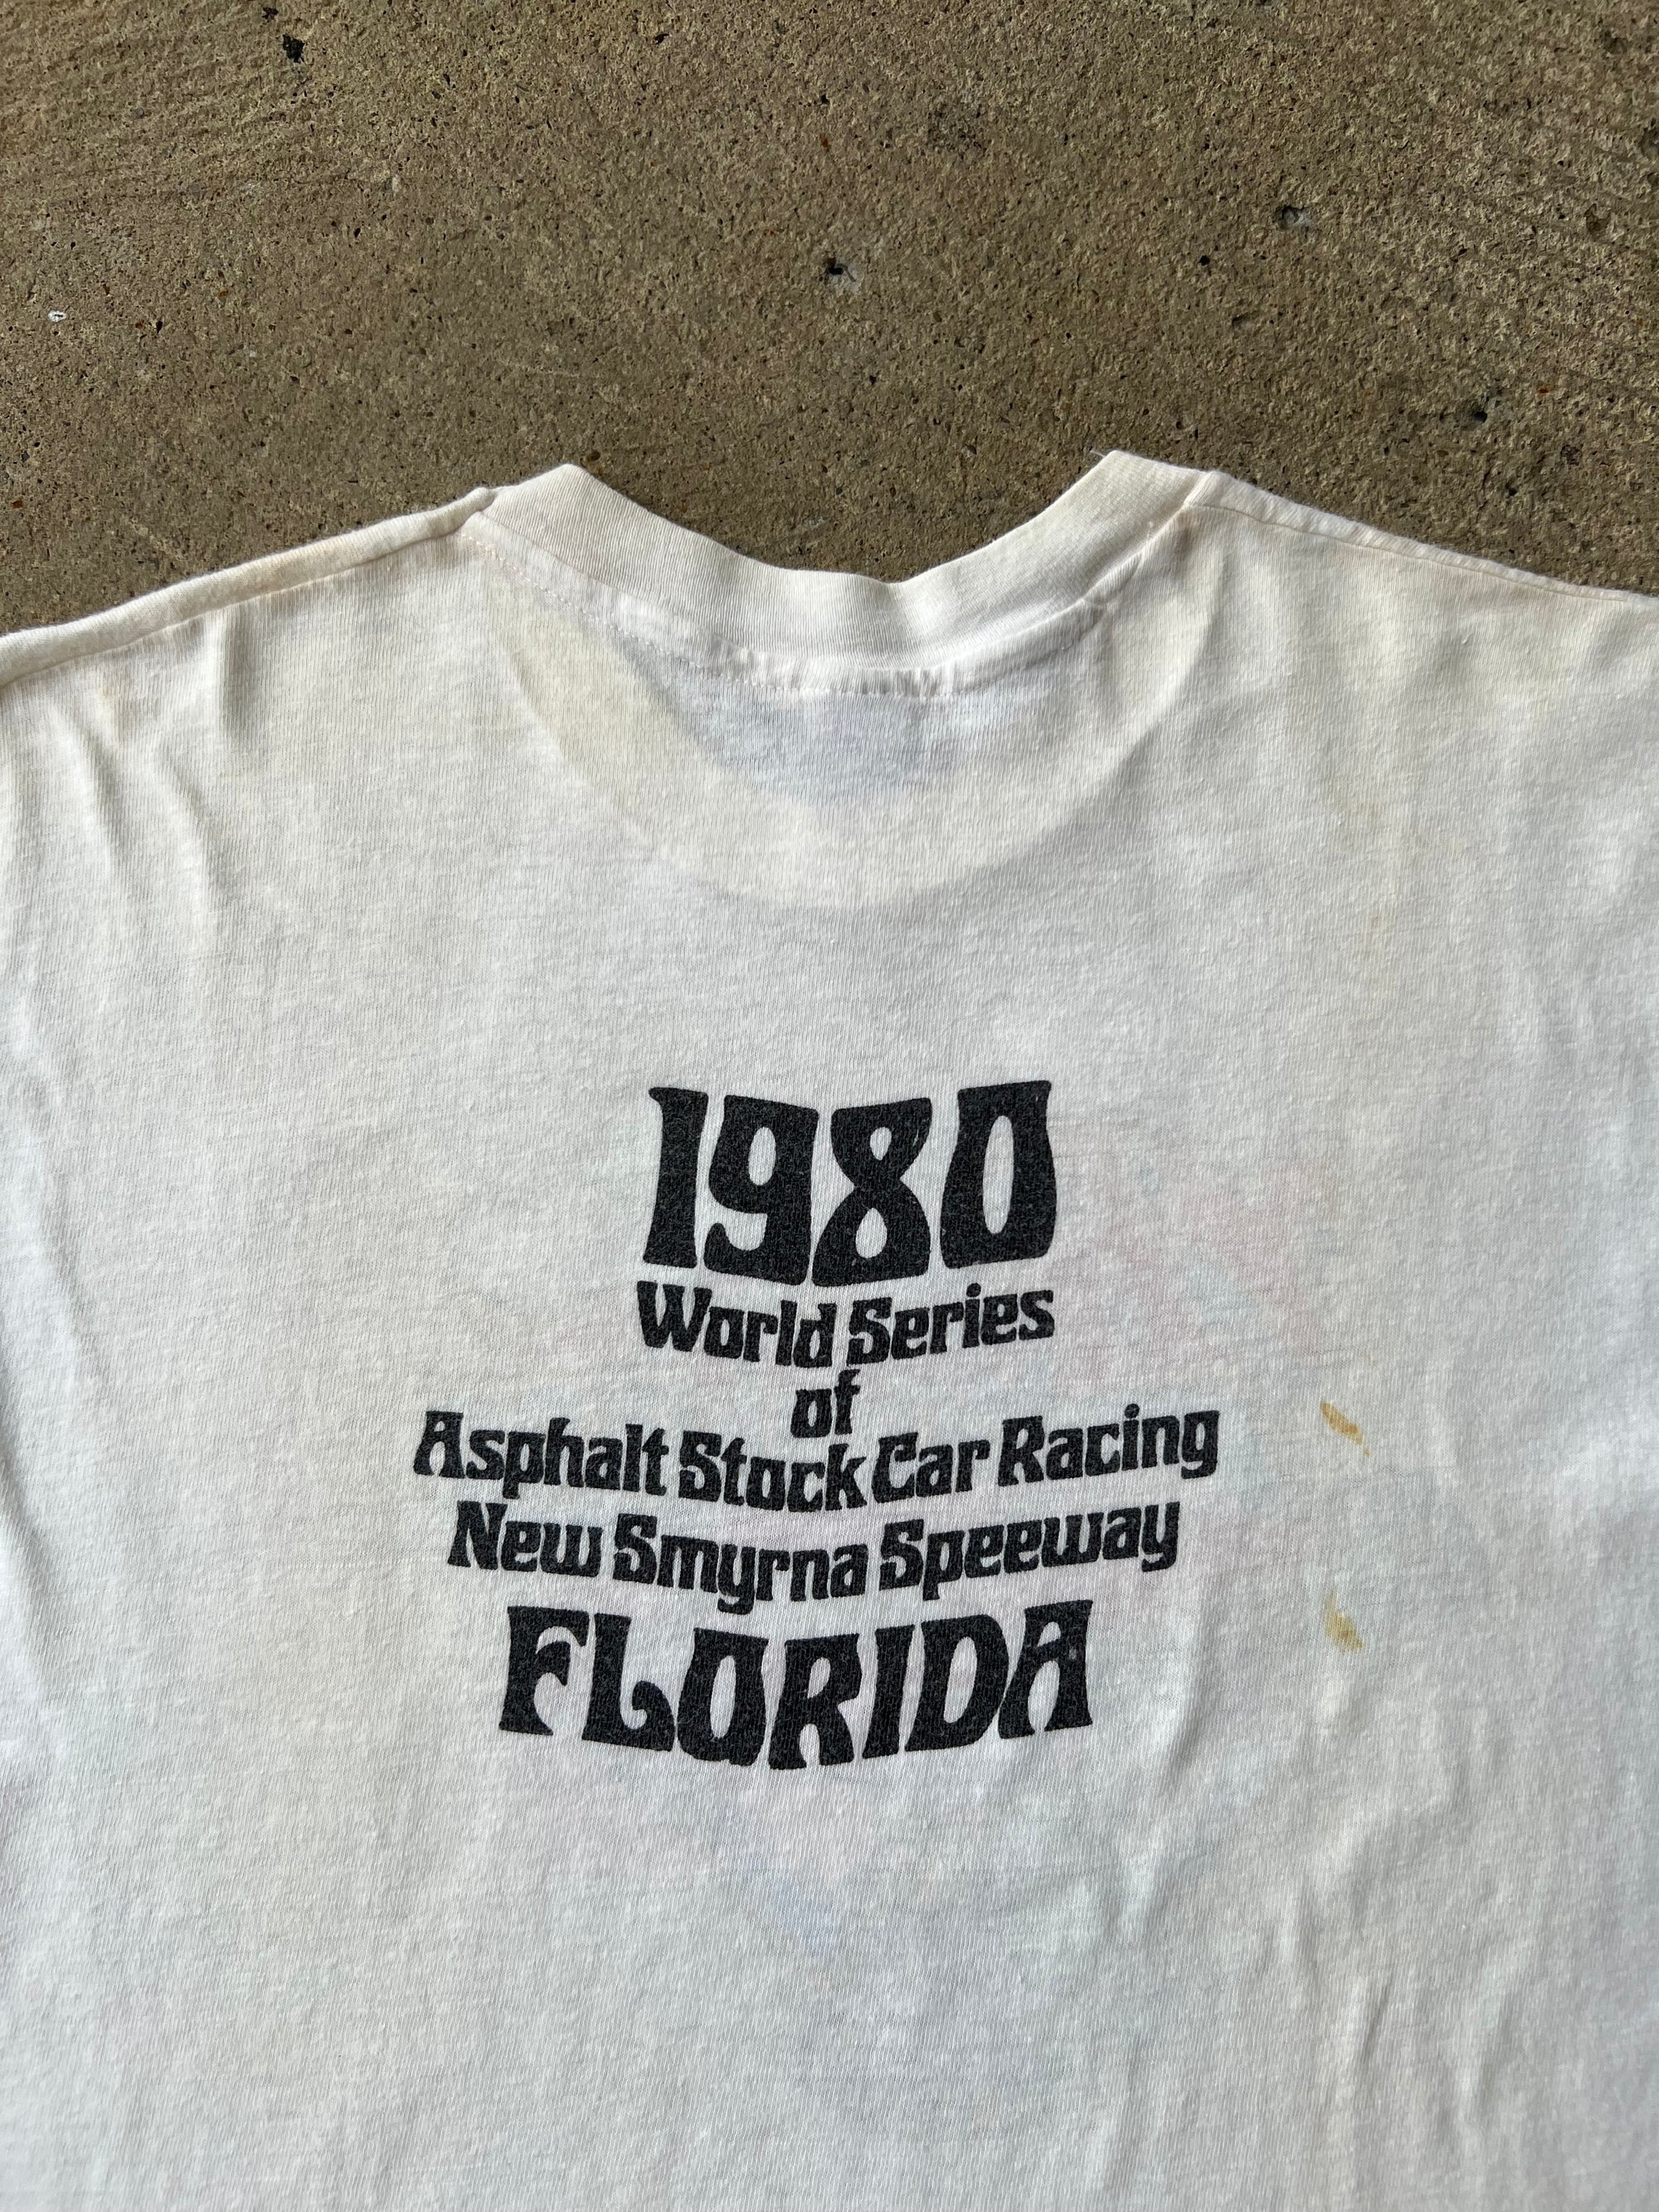 1980
World Series
of
Asphalt Stock Car Racing
New Smyrna Speeway
FLORIDA